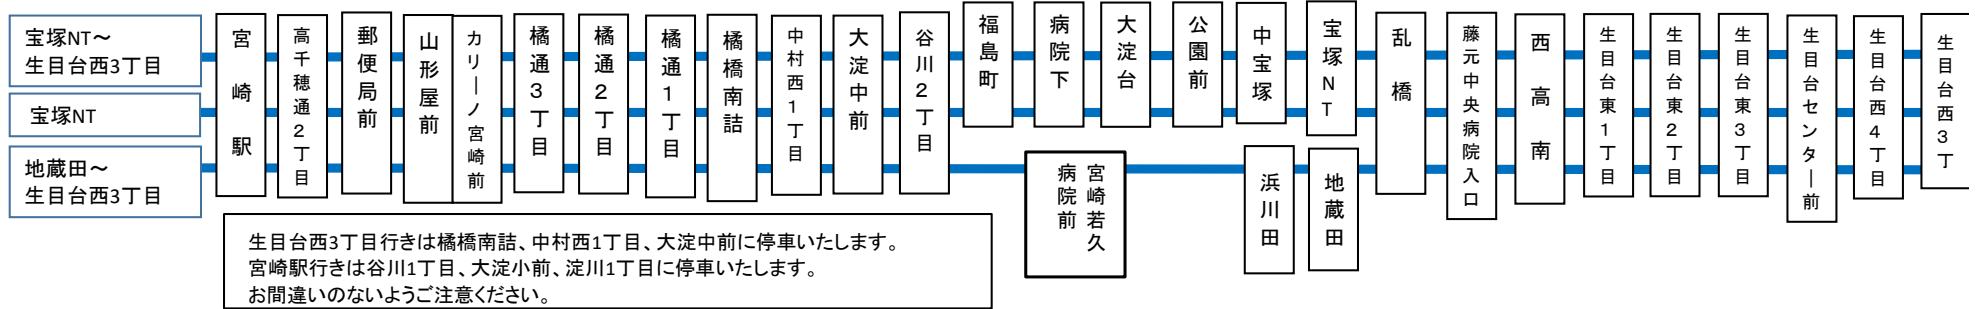 宝塚NT～
生目台西3丁目
宝塚NT
地蔵田～
生目台西3丁目
宮崎駅
高千穂通2丁目
郵便局前
山形屋前
カリーノ宮崎前
橘通3丁目
橘通2丁目
橘通1丁目
橘橋南詰
中村西1丁目
大淀中前
谷川2丁目
福島町
病院下
大淀台
公園前
中宝塚
宝塚NT
乱橋
藤元中央病院入口
西高南
生目台東1丁目
生目台東2丁目
生目台東3丁目
生目台センター前
生目台西4丁目
生目台西3丁
宮崎若久
病院前
浜川田
地蔵田
生目台西3丁目行きは橘橋南詰、中村西1丁目、大淀中前に停車いたします。
宮崎駅行きは谷川1丁目、大淀小前、淀川1丁目に停車いたします。
お間違いのないようご注意ください。